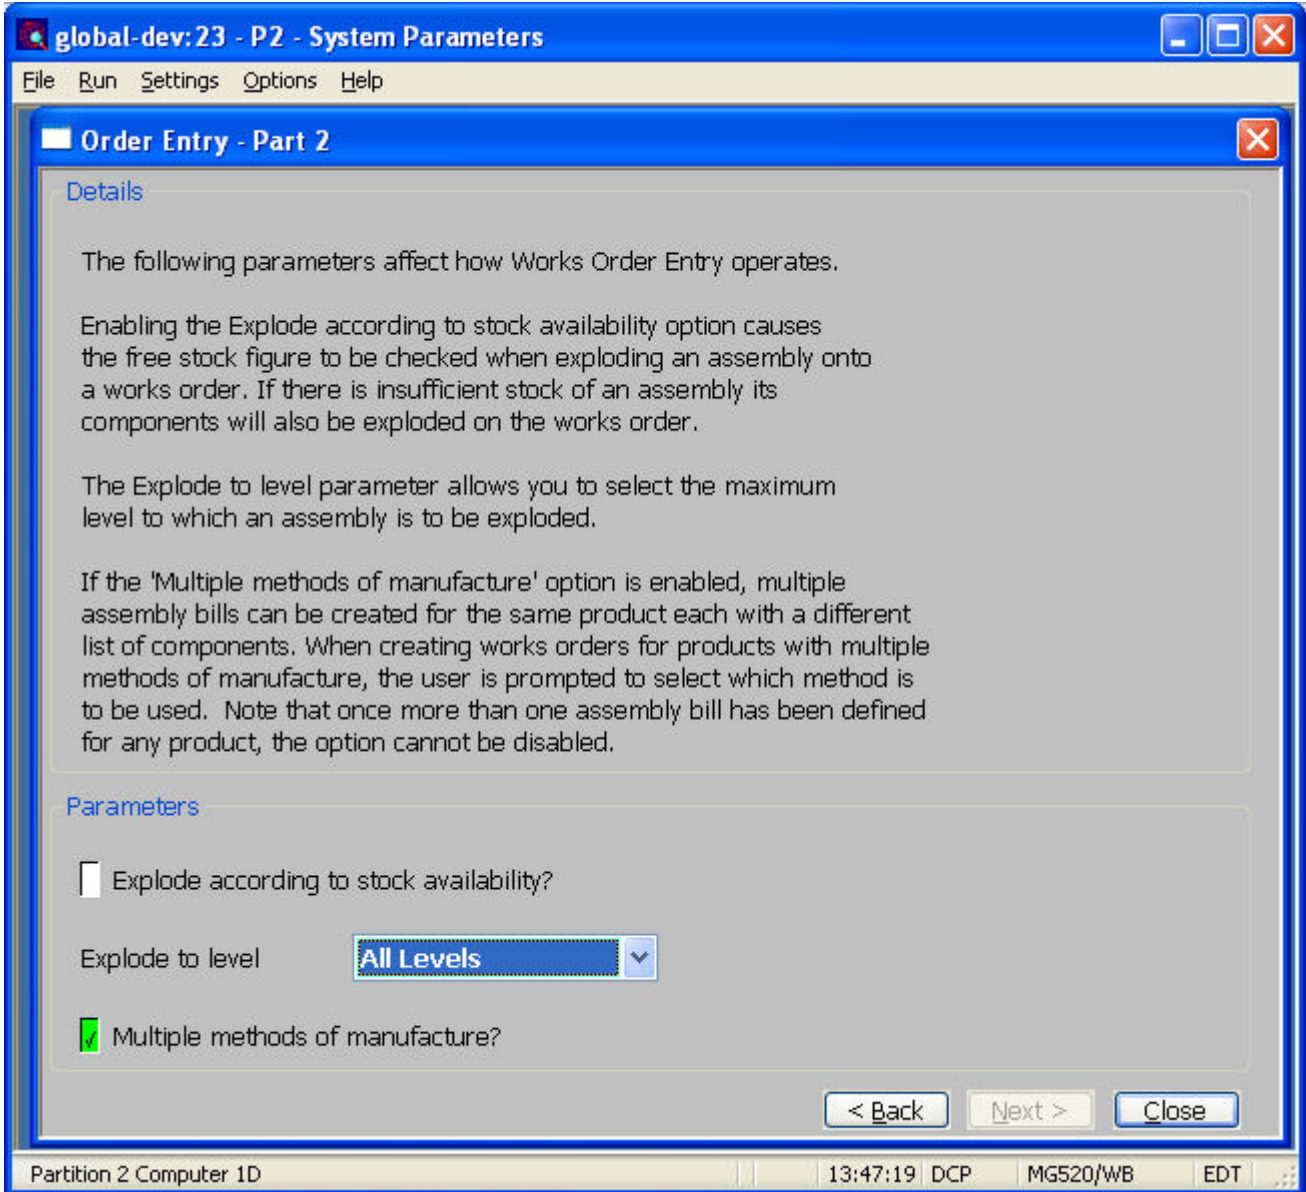 global-dev:23 - P2 - System Parameters
File Run Settings Options Help
Order Entry - Part 2
Details
The following parameters affect how Works Order Entry operates.
Enabling the Explode according to stock availability option causes
the free stock figure to be checked when exploding an assembly onto
a works order. If there is insufficient stock of an assembly its
components will also be exploded on the works order.
The Explode to level parameter allows you to select the maximum
level to which an assembly is to be exploded.
If the 'Multiple methods of manufacture' option is enabled, multiple
assembly bills can be created for the same product each with a different
list of components. When creating works orders for products with multiple
methods of manufacture, the user is prompted to select which method is
to be used.  Note that once more than one assembly bill has been defined
for any product, the option cannot be disabled.
Parameters
Explode according to stock availability?
Explode to level All Levels
Multiple methods of manufacture?
< Back Next > Close
Partition 2 Computer 1D 13:47:19 DCP MG520/WB EDT